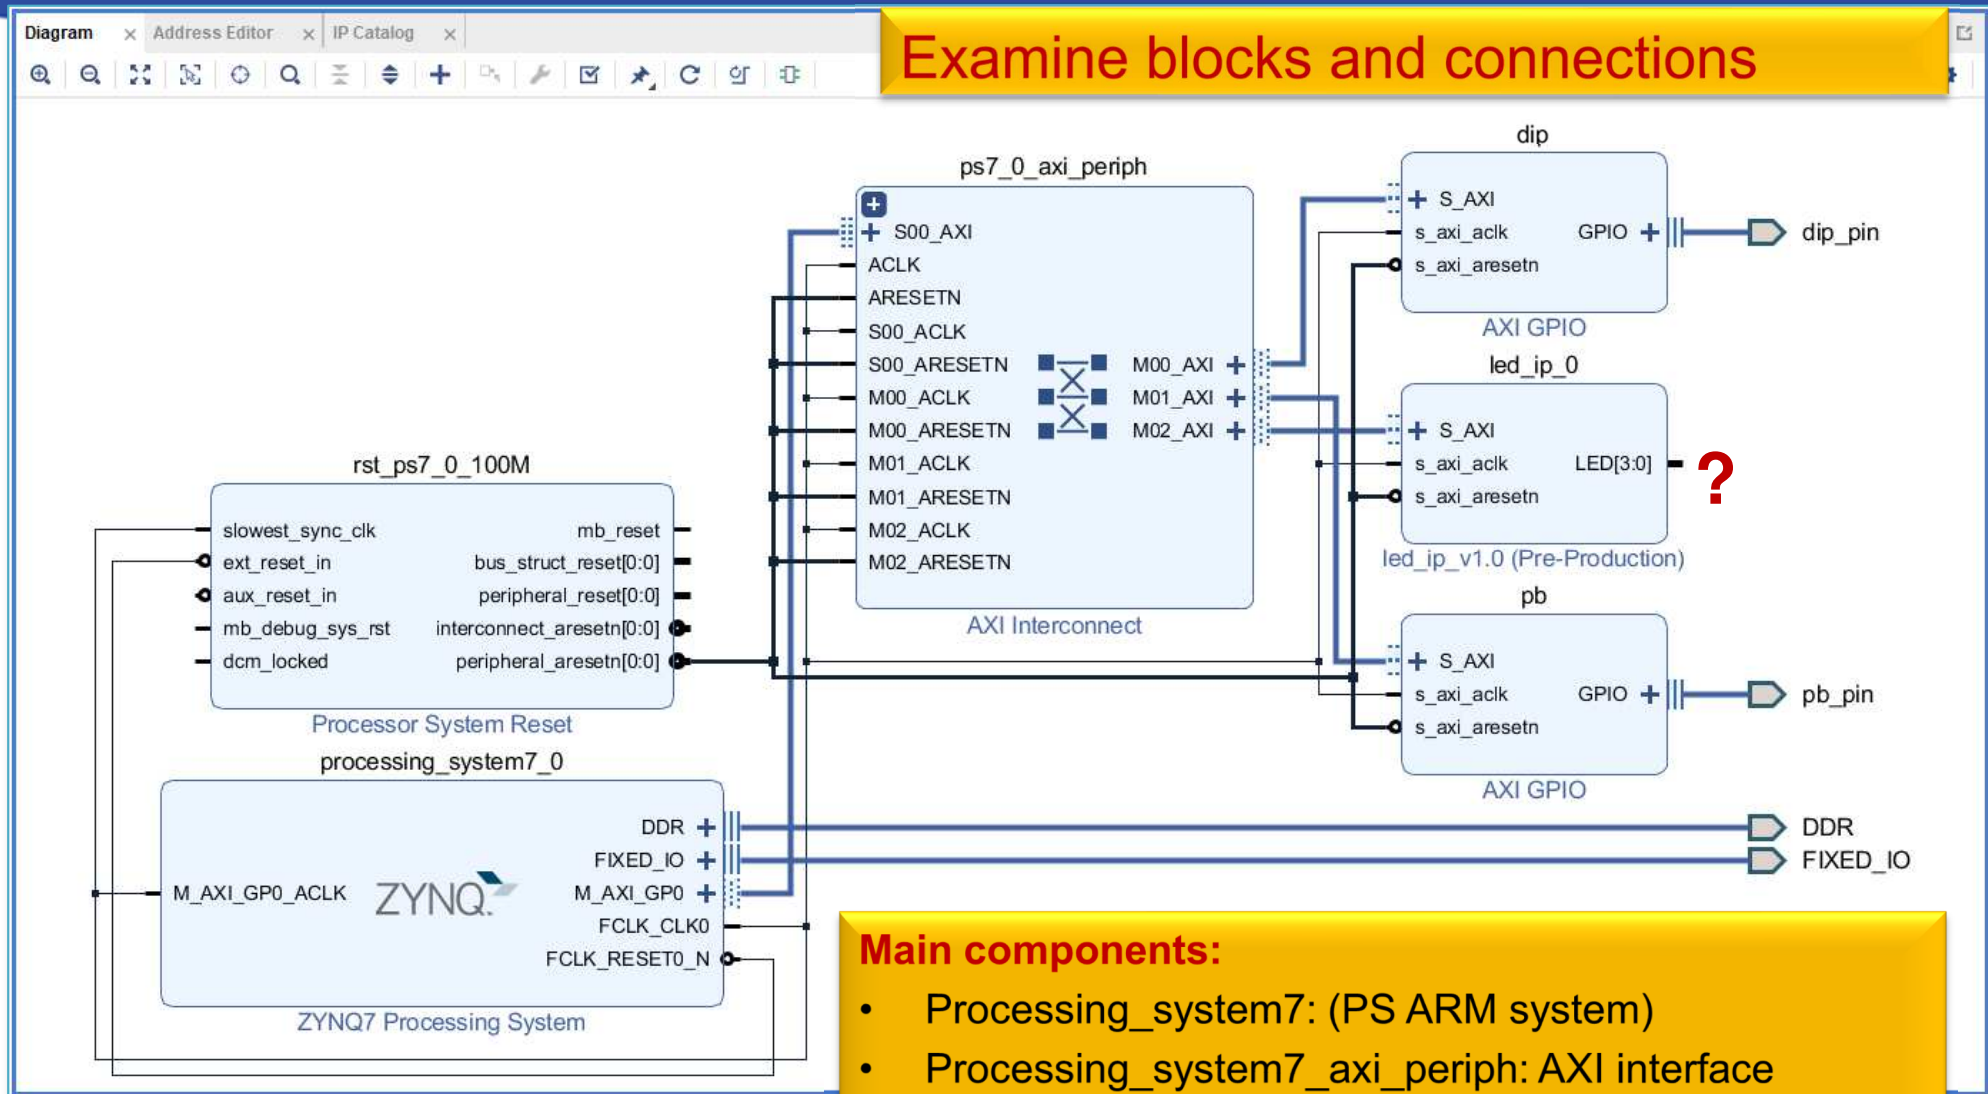 Diagram × Address Editor × IP Catalog ×
Examine blocks and connections
dip
S_AXI
s_axi_aclk GPIO
s_axi_aresetn
dip_pin
AXI GPIO
ps7_0_axi_periph
S00_AXI
ACLK
ARESETN
S00_ACLK
S00_ARESETN M00_AXI
M00_ACLK M01_AXI
M00_ARESETN M02_AXI
M01_ACLK
M01_ARESETN
M02_ACLK
M02_ARESETN
AXI Interconnect
led_ip_0
S_AXI
s_axi_aclk LED[3:0]
s_axi_aresetn
?
led_ip_v1.0 (Pre-Production)
rst_ps7_0_100M
slowest_sync_clk mb_reset
ext_reset_in bus_struct_reset[0:0]
aux_reset_in peripheral_reset[0:0]
mb_debug_sys_rst interconnect_aresetn[0:0]
dcm_locked peripheral_aresetn[0:0]
Processor System Reset
pb
S_AXI
s_axi_aclk GPIO
s_axi_aresetn
pb_pin
AXI GPIO
processing_system7_0
DDR
FIXED_IO
M_AXI_GP0_ACLK ZYNQ. M_AXI_GP0
FCLK_CLK0
FCLK_RESET0_N
ZYNQ7 Processing System
DDR
FIXED_IO
Main components:
• Processing_system7: (PS ARM system)
• Processing_system7_axi_periph: AXI interface